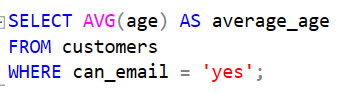 SELECT AVG(age) AS average_age
FROM customers
WHERE can_email = 'yes';